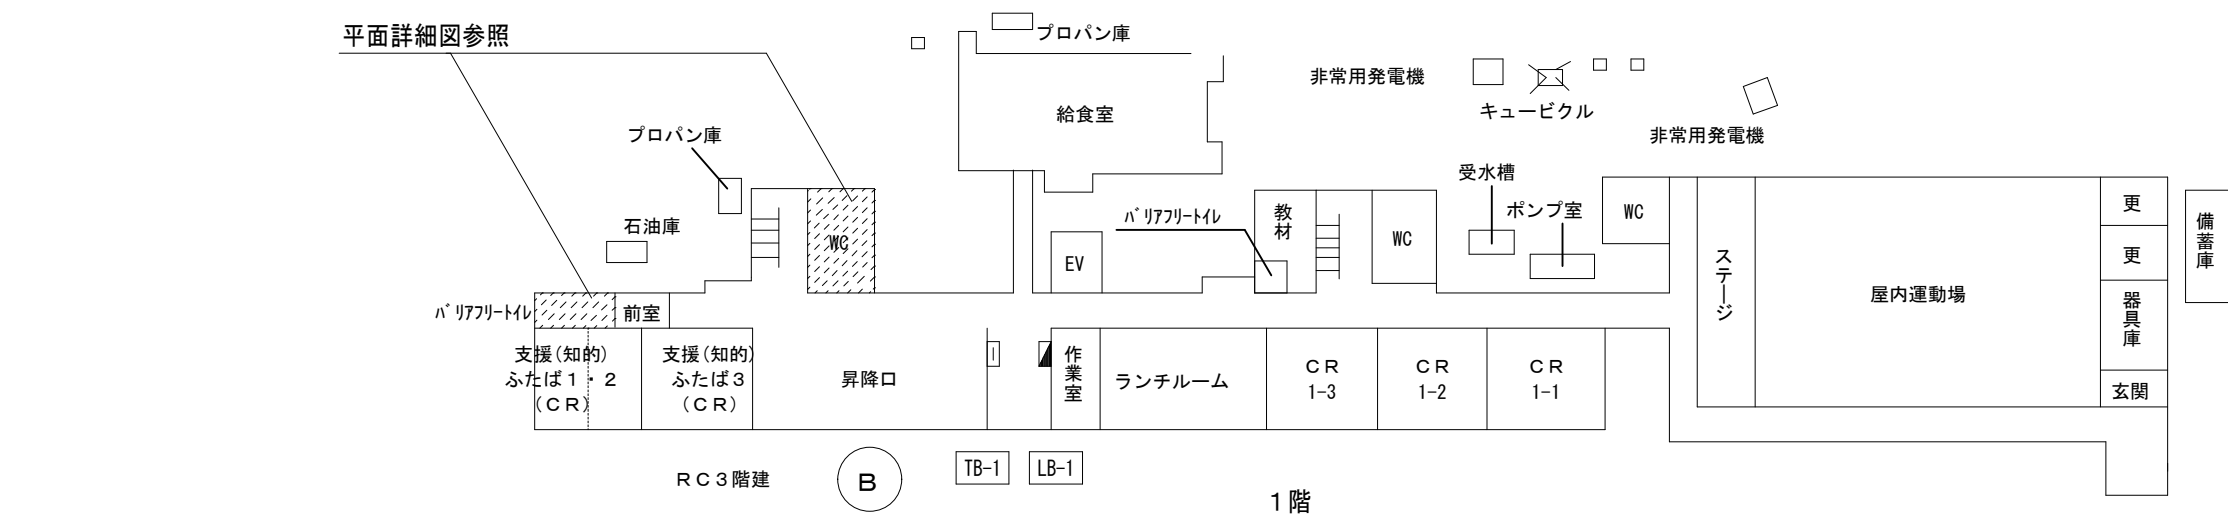 平面詳細図参照
プロパン庫
非常用発電機
キュービクル
非常用発電機
給食室
プロパン庫
石油庫
WC
EV
バリアフリートイレ
教材
WC
受水槽
ポンプ室
WC
ステージ
屋内運動場
更
更
器具庫
玄関
備蓄庫
バリアフリートイレ
前室
支援(知的)
ふたば1・2
(CR)
支援(知的)
ふたば3
(CR)
昇降口
作業室
ランチルーム
CR
1-3
CR
1-2
CR
1-1
RC3階建
B
TB-1
LB-1
1階